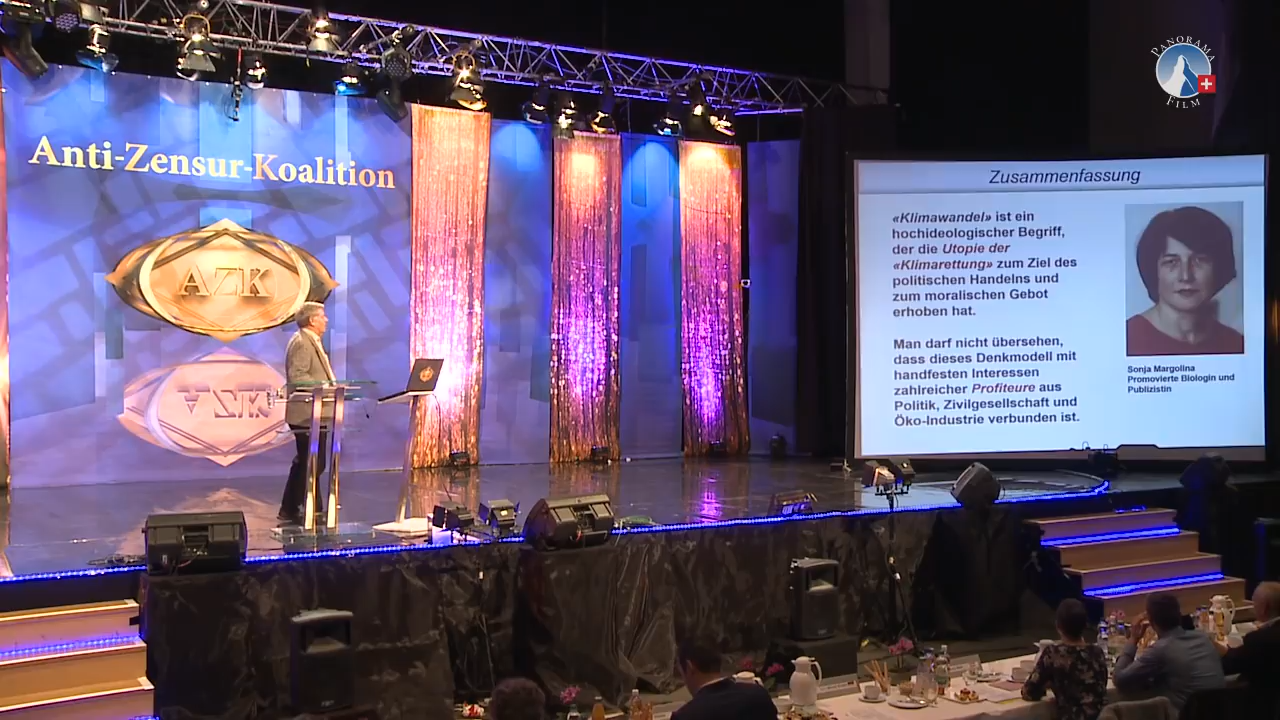 PANORAMA
FILM
Anti-Zensur-Koalition
AZK
Zusammenfassung
«Klimawandel» ist ein
hochideologischer Begriff,
der die Utopie der
«Klimarettung» zum Ziel des
politischen Handelns und
zum moralischen Gebot
erhoben hat.
Man darf nicht übersehen,
dass dieses Denkmodell mit
handfesten Interessen
zahlreicher Profiteure aus
Politik, Zivilgesellschaft und
Öko-Industrie verbunden ist.
Sonja Margolina
Promovierte Biologin und
Publizistin